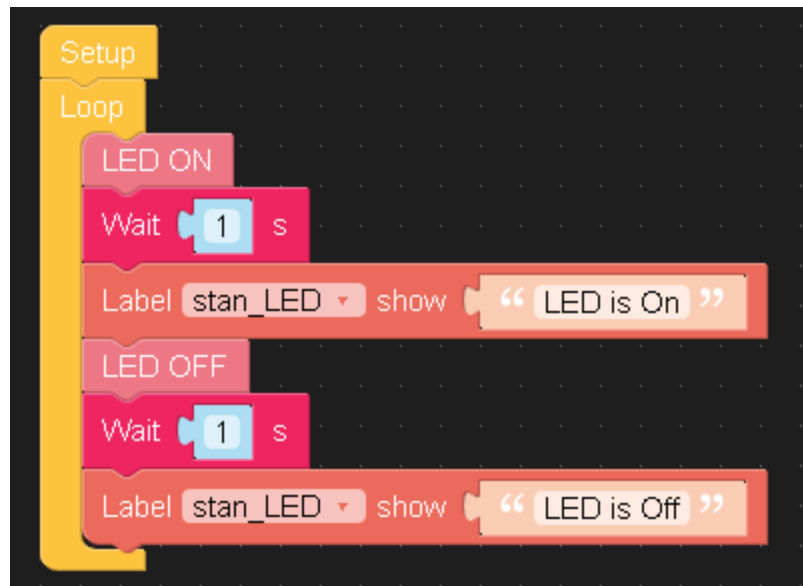 Setup
Loop
LED ON
Wait 1 s
Label stan_LED show “ LED is On ”
LED OFF
Wait 1 s
Label stan_LED show “ LED is Off ”